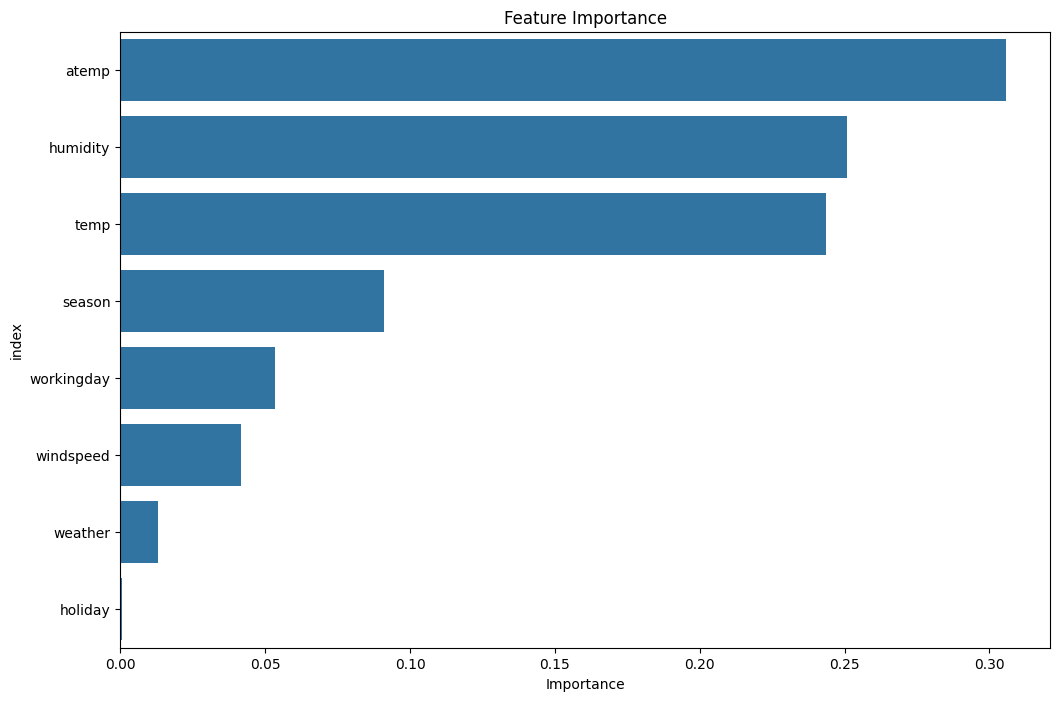 Feature Importance
atemp
humidity
temp
season
workingday
windspeed
weather
holiday
index
0.00 0.05 0.10 0.15 0.20 0.25 0.30
Importance